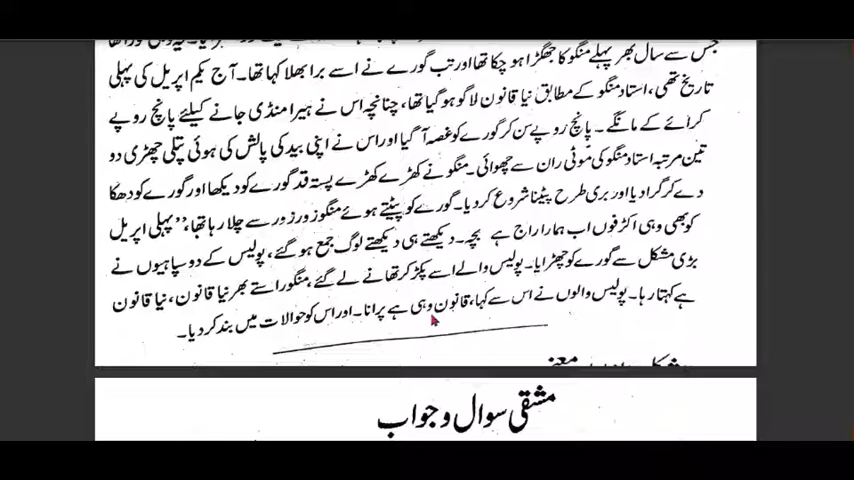 جس سے سال بھر پہلے منگو کا جھگڑا ہو چکا تھا اور تب گورے نے اسے برا بھلا کہا تھا۔ آج یکم اپریل کی پہلی
تاریخ تھی، استاد منگو کے مطابق نیا قانون لاگو ہو گیا تھا، چنانچہ اس نے ہیرا منڈی جانے کیلئے پانچ روپے
کرائے کے مانگے۔ پانچ روپے سن کر گورے کو غصہ آ گیا اور اس نے اپنی بید کی پالش کی ہوئی پتلی چھڑی دو
تین مرتبہ استاد منگو کی موٹی ران سے چھوائی۔ منگو نے کھڑے کھڑے پستہ قد گورے کو دیکھا اور گورے کو دھکا
دے کر گرا دیا اور بری طرح پیٹنا شروع کر دیا۔ گورے کو پیٹتے ہوئے منگو زور زور سے چلا رہا تھا، ”پہلی اپریل
کو بھی وہی اکڑفوں اب ہمارا راج ہے بچہ۔ دیکھتے ہی دیکھتے لوگ جمع ہو گئے، پولیس کے دو سپاہیوں نے
بڑی مشکل سے گورے کو چھڑایا۔ پولیس والے اسے پکڑ کر تھانے لے گئے، منگو راستے بھر نیا قانون، نیا قانون
ہے کہتا رہا۔ پولیس والوں نے اس سے کہا، قانون وہی ہے پرانا۔ اور اس کو حوالات میں بند کر دیا۔
مشقی سوال و جواب